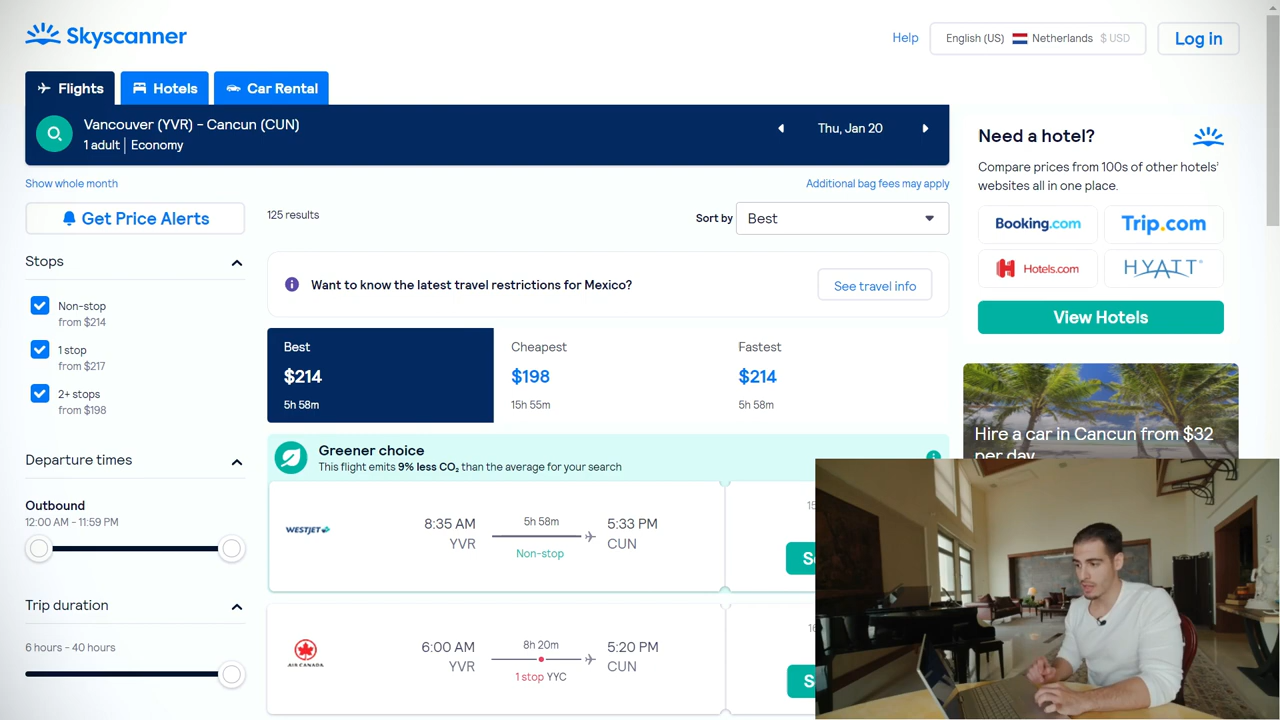 Skyscanner
Help
English (US) Netherlands $ USD
Log in
Flights
Hotels
Car Rental
Vancouver (YVR) – Cancun (CUN)
1 adult | Economy
Thu, Jan 20
Show whole month
Additional bag fees may apply
Get Price Alerts
125 results
Sort by
Best
Stops
Non-stop
from $214
1 stop
from $217
2+ stops
from $198
Departure times
Outbound
12:00 AM - 11:59 PM
Trip duration
6 hours - 40 hours
Want to know the latest travel restrictions for Mexico?
See travel info
Best
$214
5h 58m
Cheapest
$198
15h 55m
Fastest
$214
5h 58m
Greener choice
This flight emits 9% less CO₂ than the average for your search
WESTJET
8:35 AM
YVR
5h 58m
Non-stop
5:33 PM
CUN
AIR CANADA
6:00 AM
YVR
8h 20m
1 stop YYC
5:20 PM
CUN
Need a hotel?
Compare prices from 100s of other hotels'
websites all in one place.
Booking.com
Trip.com
Hotels.com
HYATT
View Hotels
Hire a car in Cancun from $32
per day